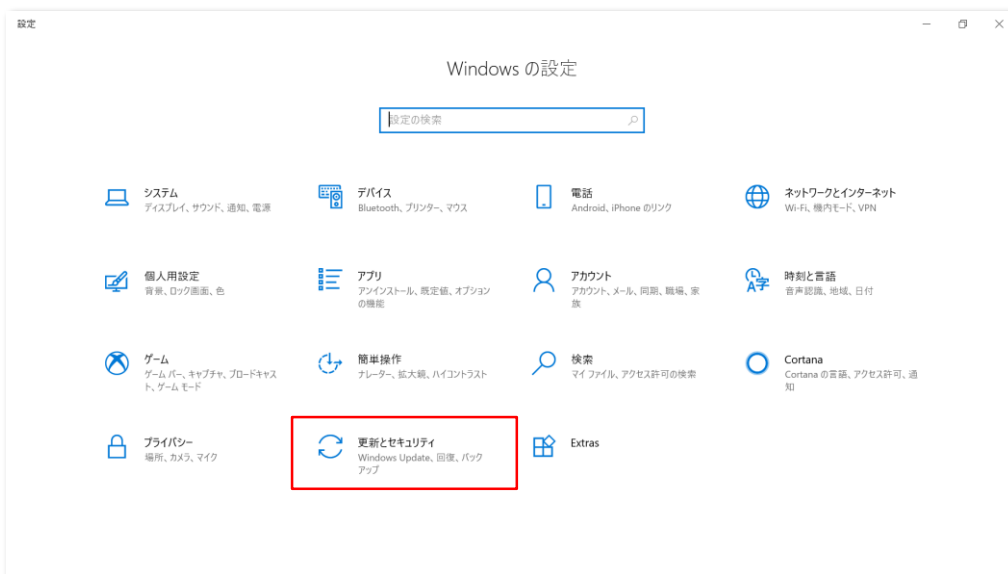 設定
Windows の設定
設定の検索
システム
ディスプレイ、サウンド、通知、電源
デバイス
Bluetooth、プリンター、マウス
電話
Android、iPhone のリンク
ネットワークとインターネット
Wi-Fi、機内モード、VPN
個人用設定
背景、ロック画面、色
アプリ
アンインストール、既定値、オプション
の機能
アカウント
アカウント、メール、同期、職場、家
族
時刻と言語
音声認識、地域、日付
ゲーム
ゲーム バー、キャプチャ、ブロードキャス
ト、ゲーム モード
簡単操作
ナレーター、拡大鏡、ハイコントラスト
検索
マイ ファイル、アクセス許可の検索
Cortana
Cortana の言語、アクセス許可、通
知
プライバシー
場所、カメラ、マイク
更新とセキュリティ
Windows Update、回復、バック
アップ
Extras